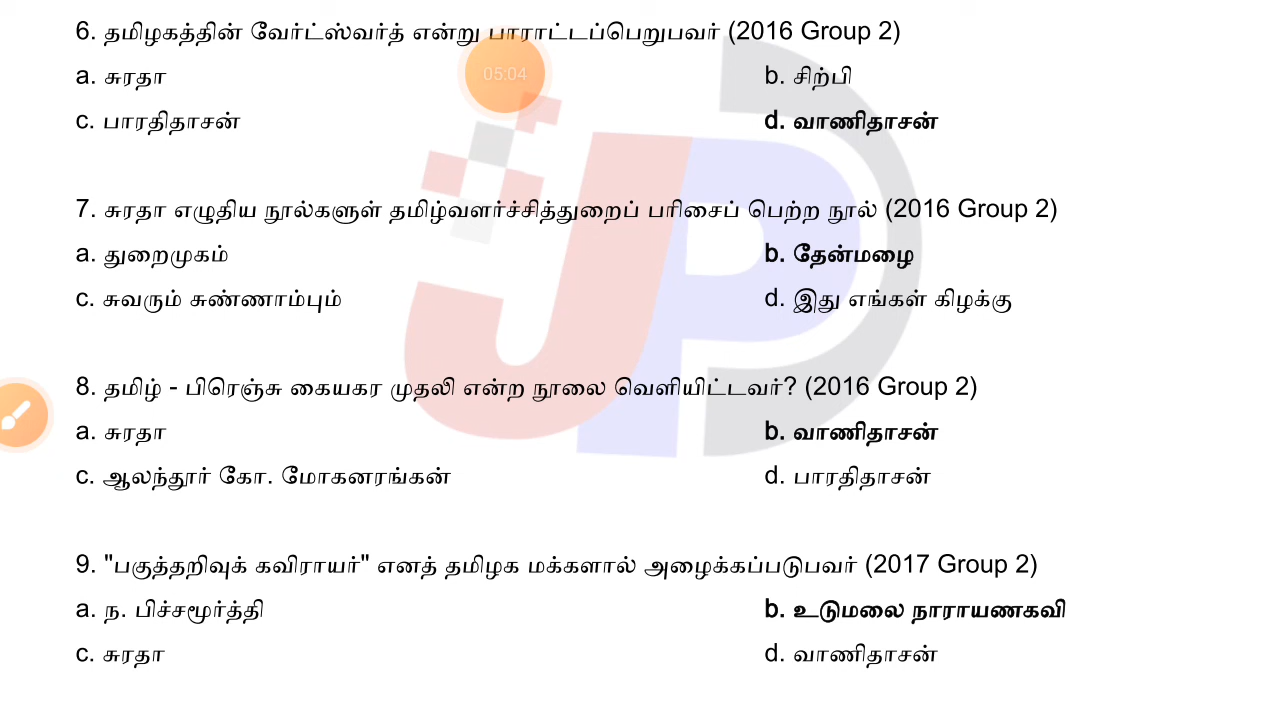 6. தமிழகத்தின் வேர்ட்ஸ்வர்த் என்று பாராட்டப்பெறுபவர் (2016 Group 2)
05:04
a. சுரதா b. சிற்பி
c. பாரதிதாசன் d. வாணிதாசன்
7. சுரதா எழுதிய நூல்களுள் தமிழ்வளர்ச்சித்துறைப் பரிசைப் பெற்ற நூல் (2016 Group 2)
a. துறைமுகம் b. தேன்மழை
c. சுவரும் சுண்ணாம்பும் d. இது எங்கள் கிழக்கு
8. தமிழ் - பிரெஞ்சு கையகர முதலி என்ற நூலை வெளியிட்டவர்? (2016 Group 2)
a. சுரதா b. வாணிதாசன்
c. ஆலந்தூர் கோ. மோகனரங்கன் d. பாரதிதாசன்
9. "பகுத்தறிவுக் கவிராயர்" எனத் தமிழக மக்களால் அழைக்கப்படுபவர் (2017 Group 2)
a. ந. பிச்சமூர்த்தி b. உடுமலை நாராயணகவி
c. சுரதா d. வாணிதாசன்